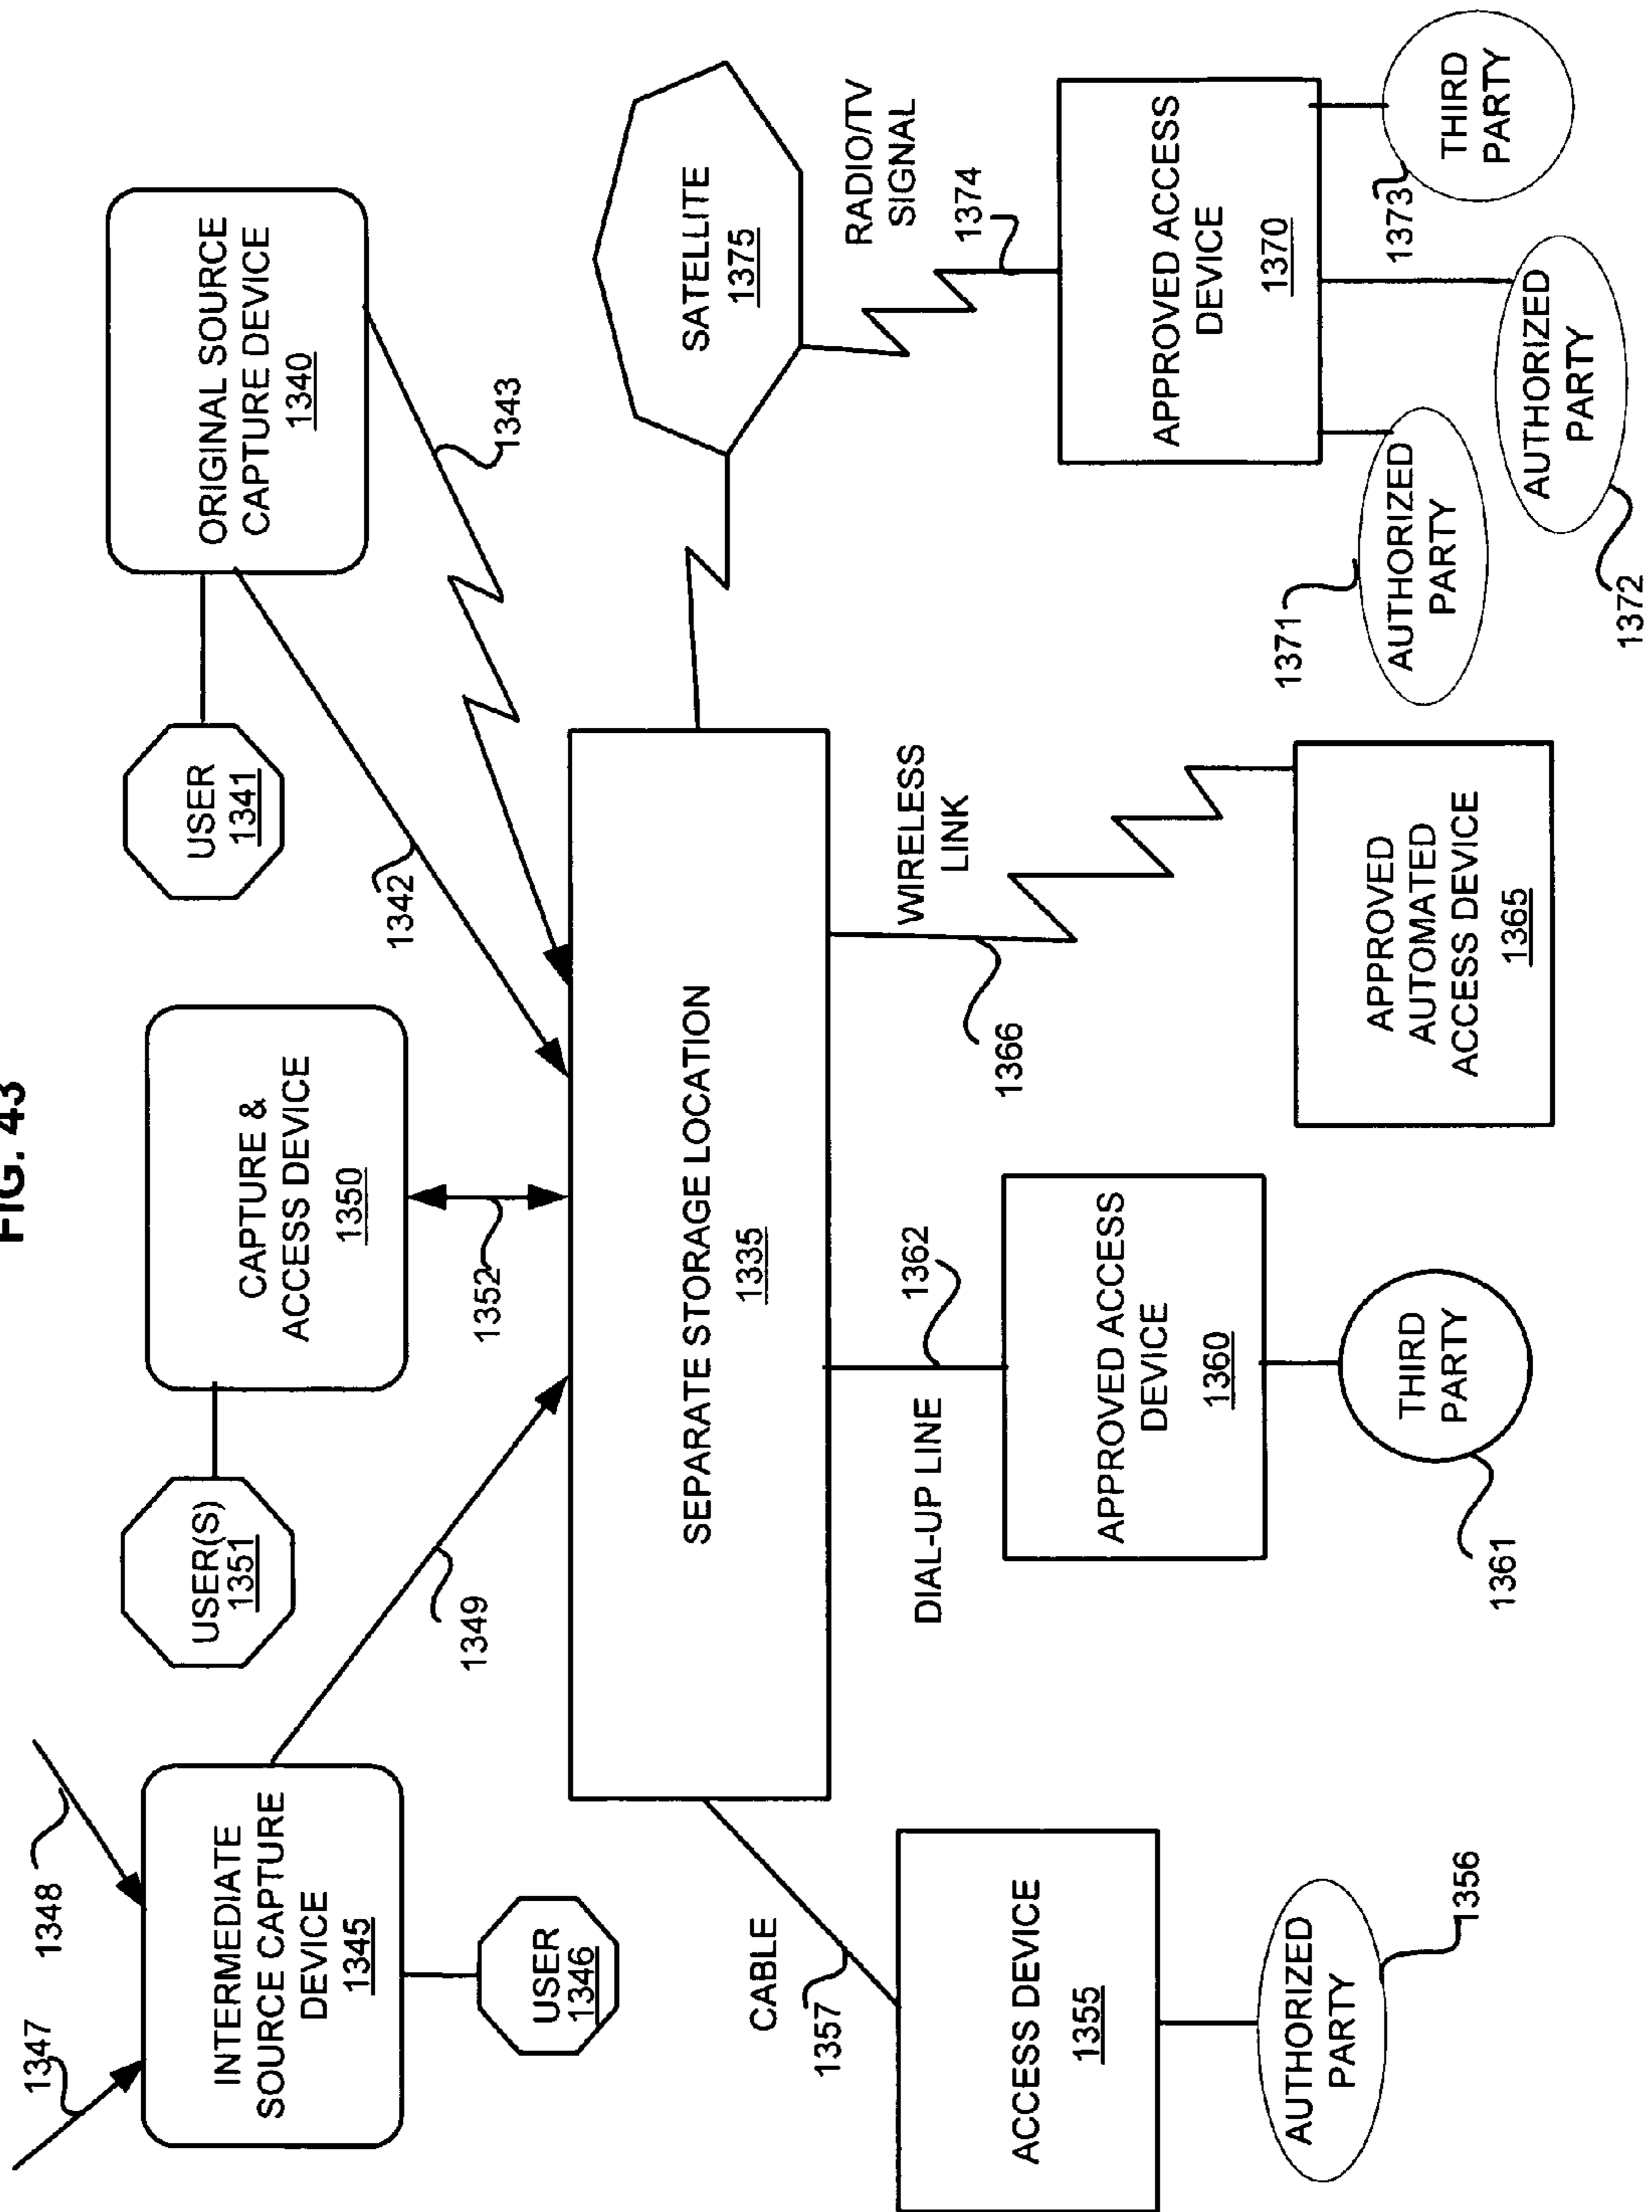 FIG. 43
1347
1348
INTERMEDIATE
SOURCE CAPTURE
DEVICE
1345
USER
1346
1349
USER(S)
1351
CAPTURE &
ACCESS DEVICE
1350
1352
USER
1341
ORIGINAL SOURCE
CAPTURE DEVICE
1340
1342
1343
SEPARATE STORAGE LOCATION
1335
SATELLITE
1375
CABLE
1357
ACCESS DEVICE
1355
AUTHORIZED
PARTY
1356
DIAL-UP LINE
1362
APPROVED ACCESS
DEVICE
1360
THIRD
PARTY
1361
WIRELESS
LINK
1366
APPROVED
AUTOMATED
ACCESS DEVICE
1365
RADIO/TV
SIGNAL
1374
APPROVED ACCESS
DEVICE
1370
1371
AUTHORIZED
PARTY
AUTHORIZED
PARTY
1372
1373
THIRD
PARTY